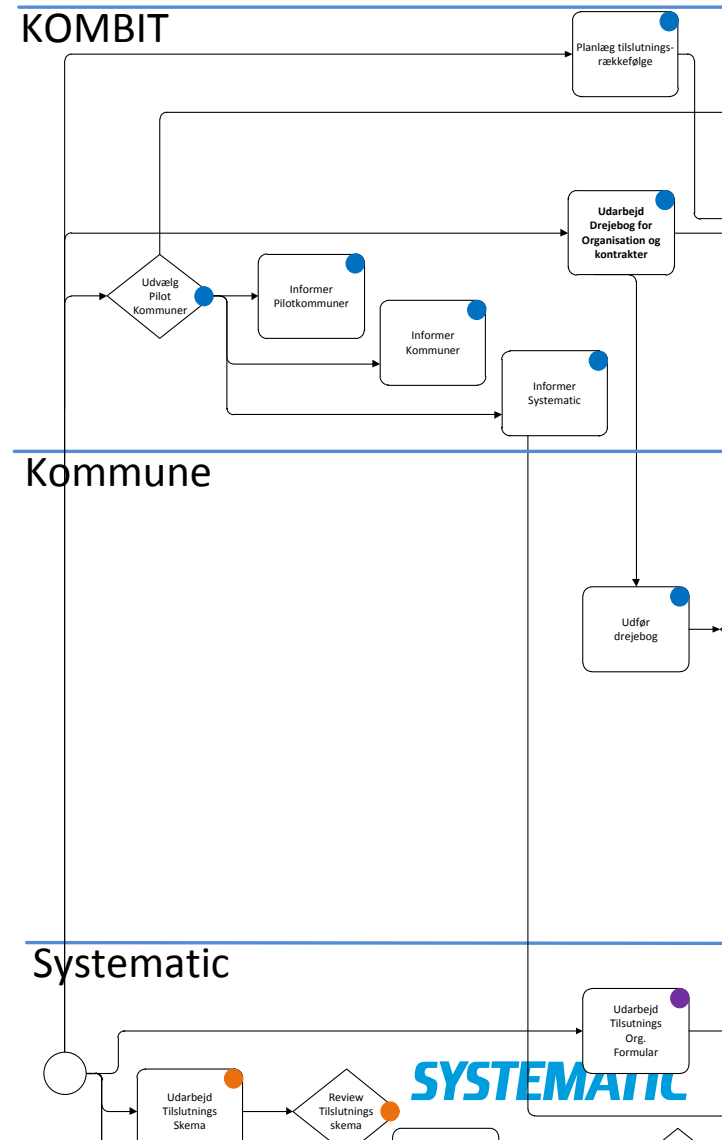 KOMBIT
Planlæg tilslutnings-
rækkefølge
Udarbejd
Drejebog for
Organisation og
kontrakter
Udvælg
Pilot
Kommuner
Informer
Pilotkommuner
Informer
Kommuner
Informer
Systematic
Kommune
Udfør
drejebog
Systematic
Udarbejd
Tilsutnings
Org.
Formular
SYSTEMATIC
Udarbejd
Tilslutnings
Skema
Review
Tilslutnings
skema